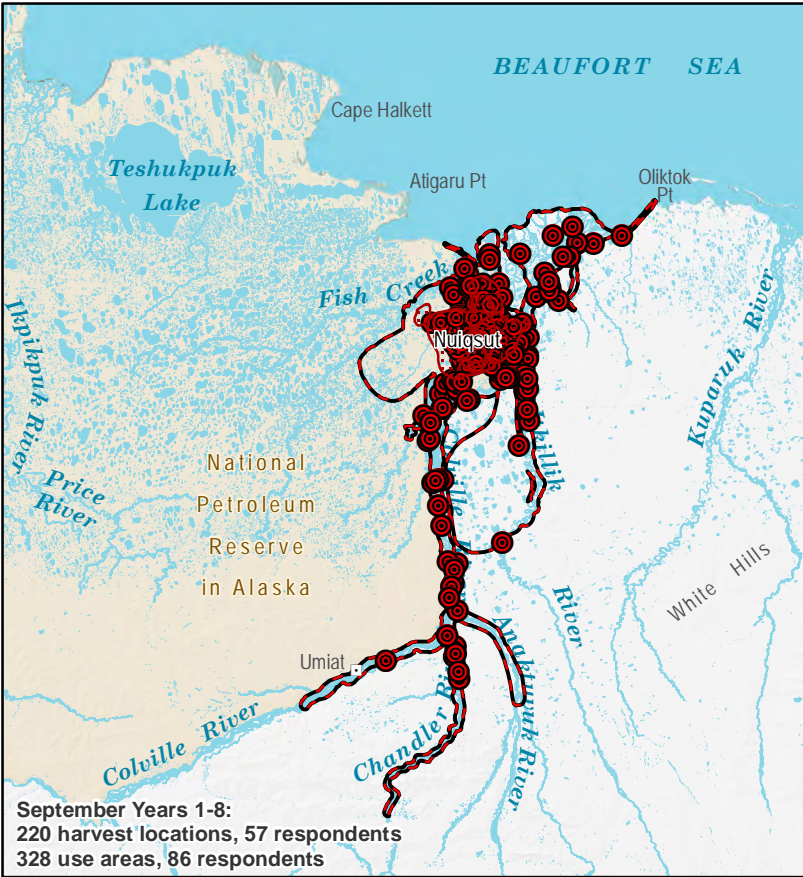 BEAUFORT SEA
Cape Halkett
Teshukpuk
Lake
Atigaru Pt
Oliktok
Pt
Fish Creek
Nuiqsut
Ikpikpuk River
Kuparuk River
Itkillik
River
Colville
Price
River
National
Petroleum
Reserve
in Alaska
White Hills
Umiat
Anaktuvuk River
Chandler
Colville River
September Years 1-8:
220 harvest locations, 57 respondents
328 use areas, 86 respondents